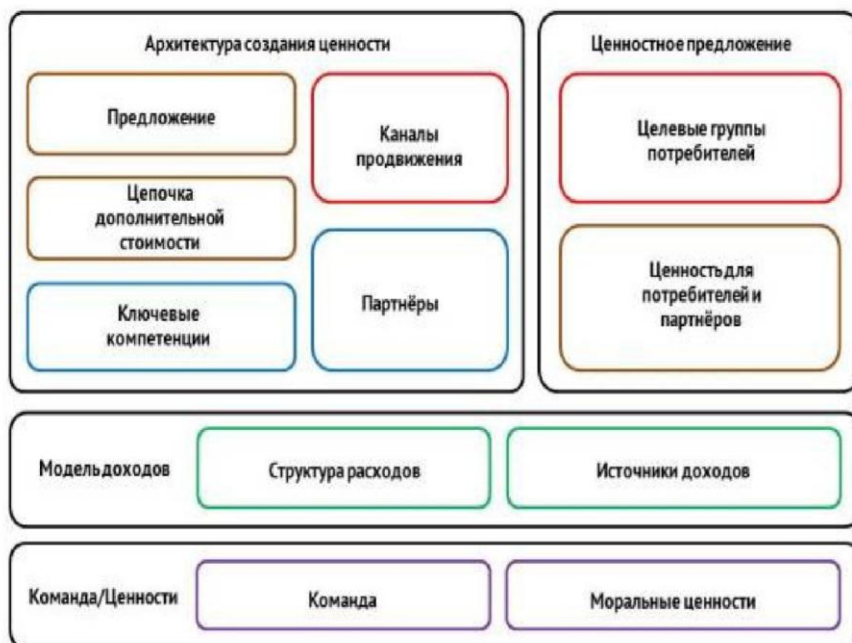 Архитектура создания ценности
Предложение
Цепочка
дополнительной
стоимости
Ключевые
компетенции
Каналы
продвижения
Партнёры
Ценностное предложение
Целевые группы
потребителей
Ценность для
потребителей и
партнёров
Модель доходов
Структура расходов
Источники доходов
Команда/Ценности
Команда
Моральные ценности